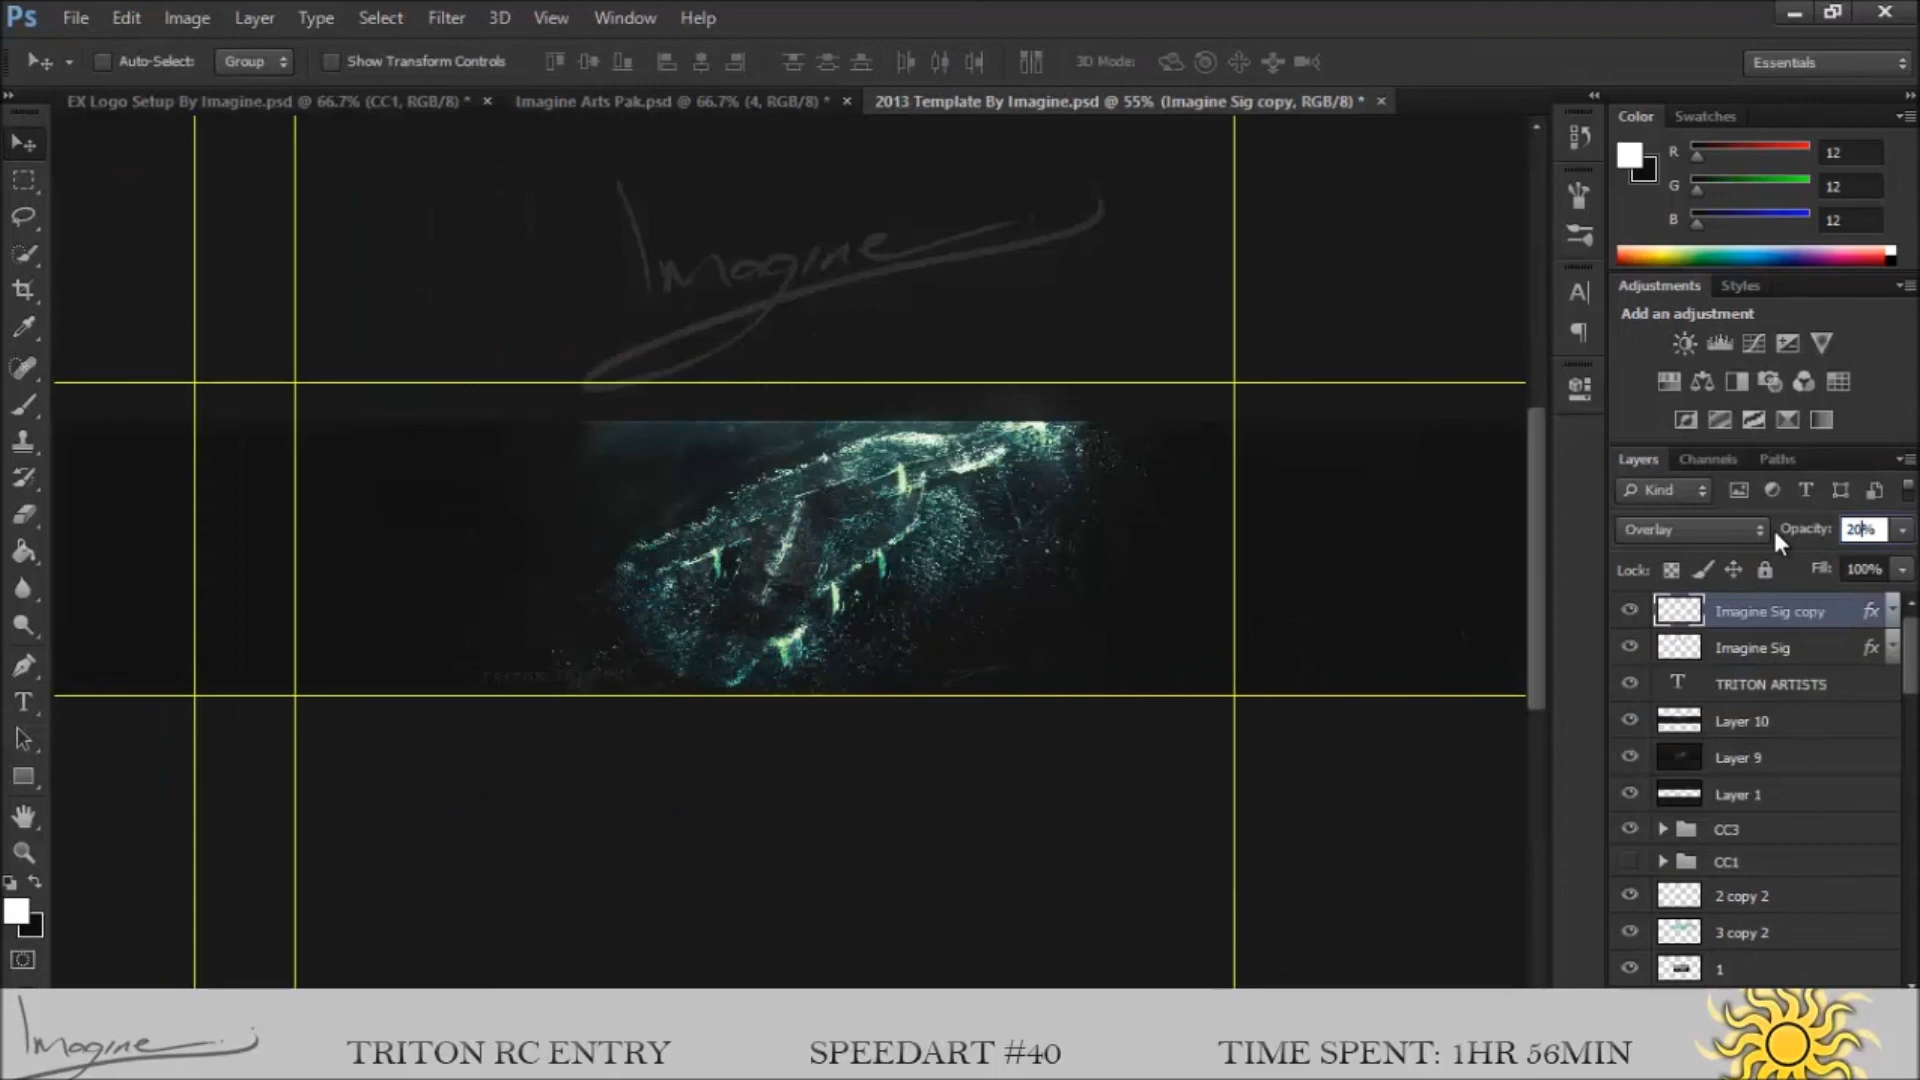 Ps File Edit Image Layer Type Select Filter 3D View Window Help
Auto-Select: Group Show Transform Controls 3D Mode: Essentials
EX Logo Setup By Imagine.psd @ 66.7% (CC1, RGB/8) * × Imagine Arts Pak.psd @ 66.7% (4, RGB/8) * × 2013 Template By Imagine.psd @ 55% (Imagine Sig copy, RGB/8) * ×
Imagine
Color Swatches
R 12
G 12
B 12
Adjustments Styles
Add an adjustment
Layers Channels Paths
Kind
Overlay Opacity: 20%
Lock: Fill: 100%
Imagine Sig copy fx
Imagine Sig fx
TRITON ARTISTS
Layer 10
Layer 9
Layer 1
CC3
CC1
2 copy 2
3 copy 2
1
Imagine TRITON RC ENTRY SPEEDART #40 TIME SPENT: 1HR 56MIN